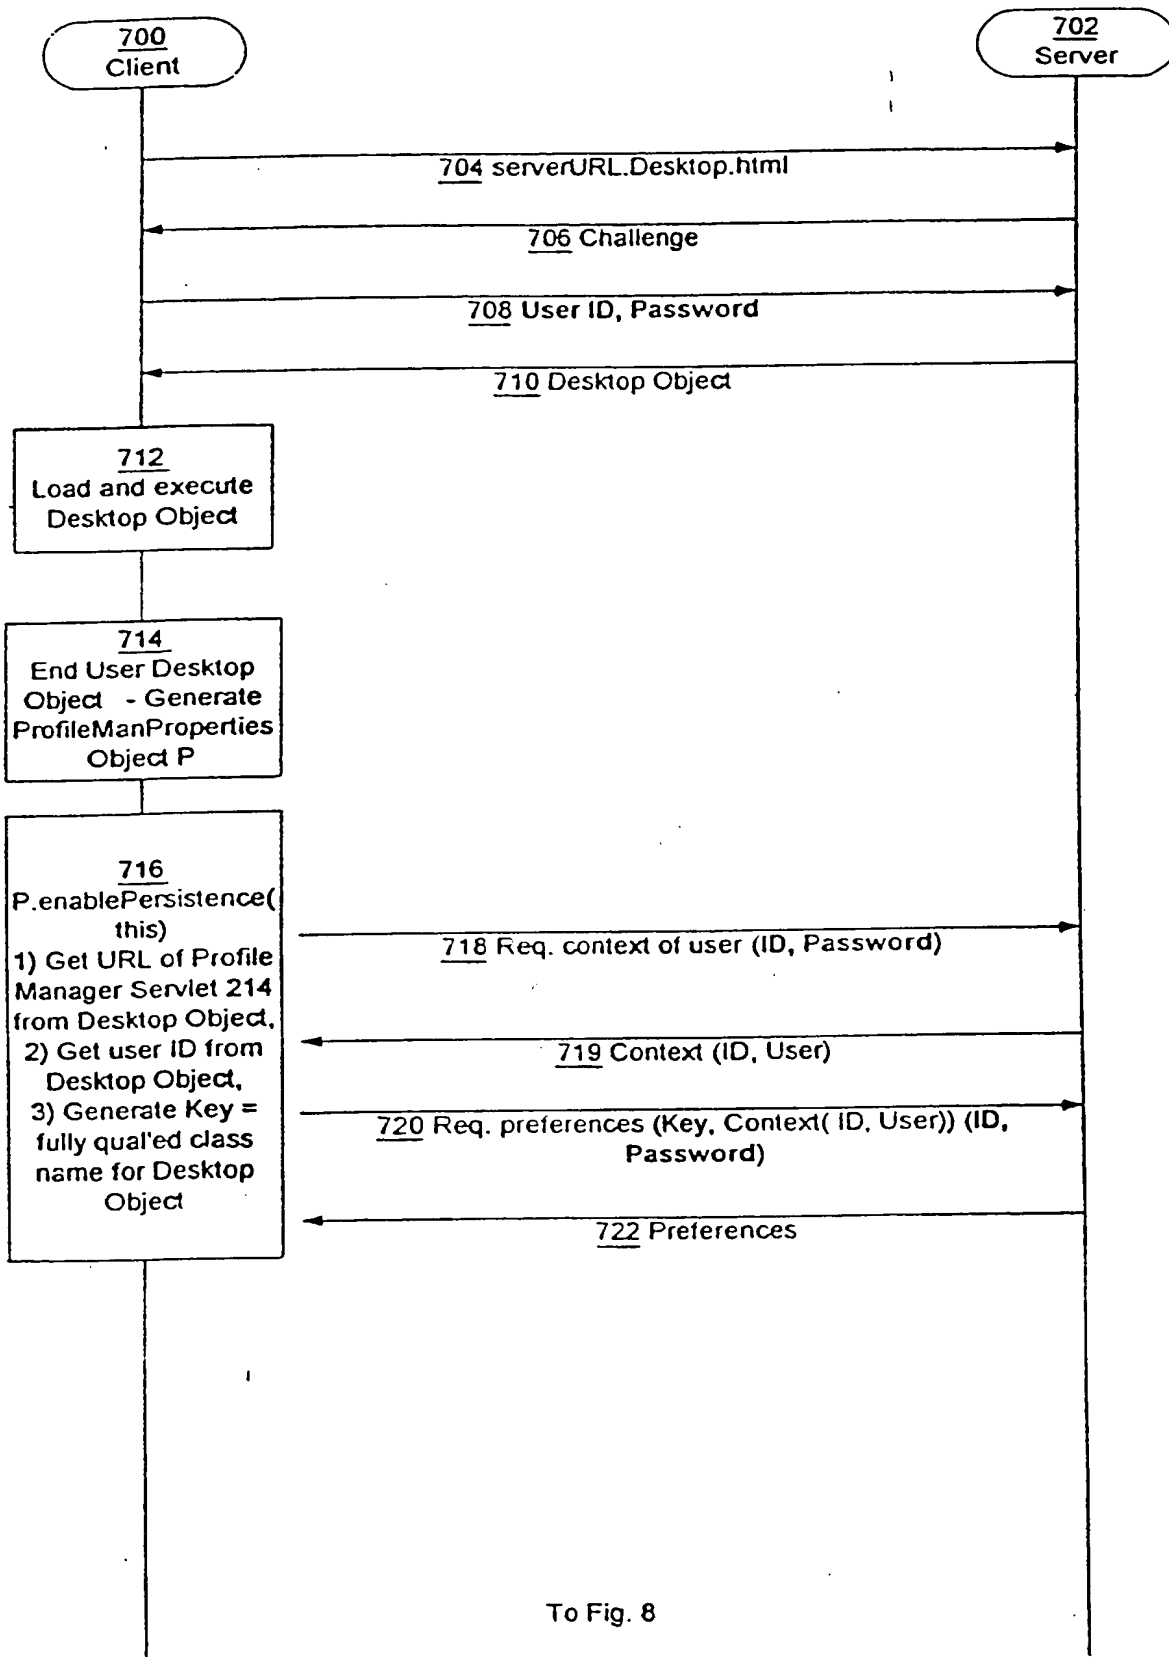 700
Client
702
Server
704 serverURL.Desktop.html
706 Challenge
708 User ID, Password
710 Desktop Object
712
Load and execute
Desktop Object
714
End User Desktop
Object - Generate
ProfileManProperties
Object P
716
P.enablePersistence(
this)
1) Get URL of Profile
Manager Servlet 214
from Desktop Object,
2) Get user ID from
Desktop Object,
3) Generate Key =
fully qual'ed class
name for Desktop
Object
718 Req. context of user (ID, Password)
719 Context (ID, User)
720 Req. preferences (Key, Context( ID, User)) (ID,
Password)
722 Preferences
To Fig. 8